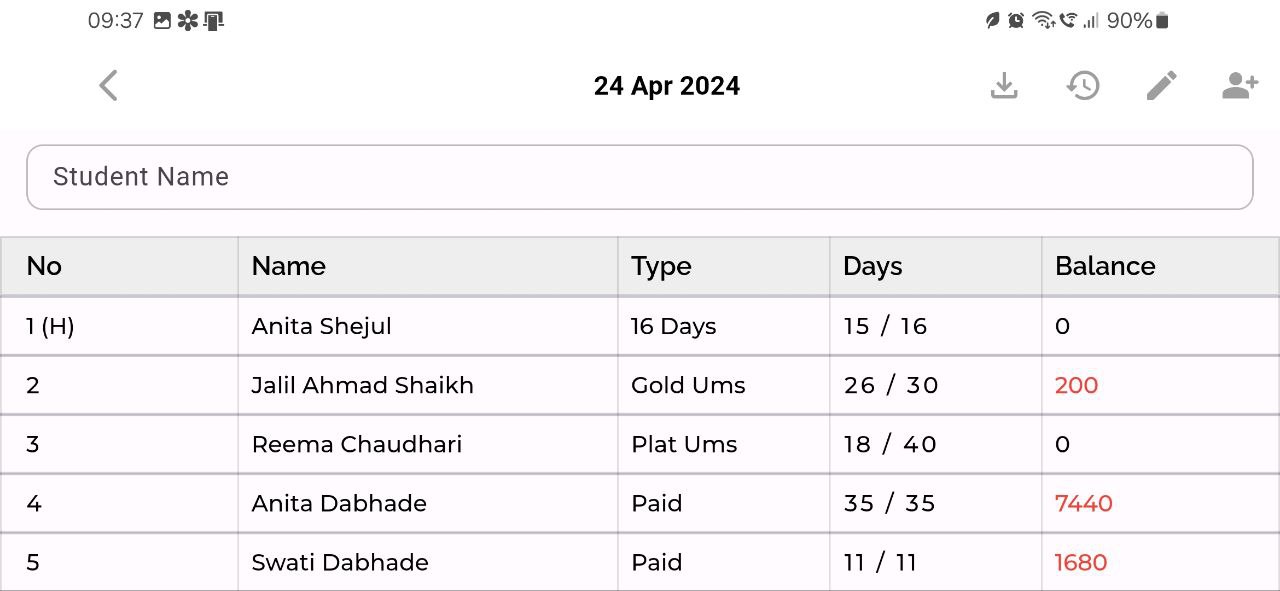 09:37 90%
24 Apr 2024
Student Name
No Name Type Days Balance
1 (H) Anita Shejul 16 Days 15 / 16 0
2 Jalil Ahmad Shaikh Gold Ums 26 / 30 200
3 Reema Chaudhari Plat Ums 18 / 40 0
4 Anita Dabhade Paid 35 / 35 7440
5 Swati Dabhade Paid 11 / 11 1680